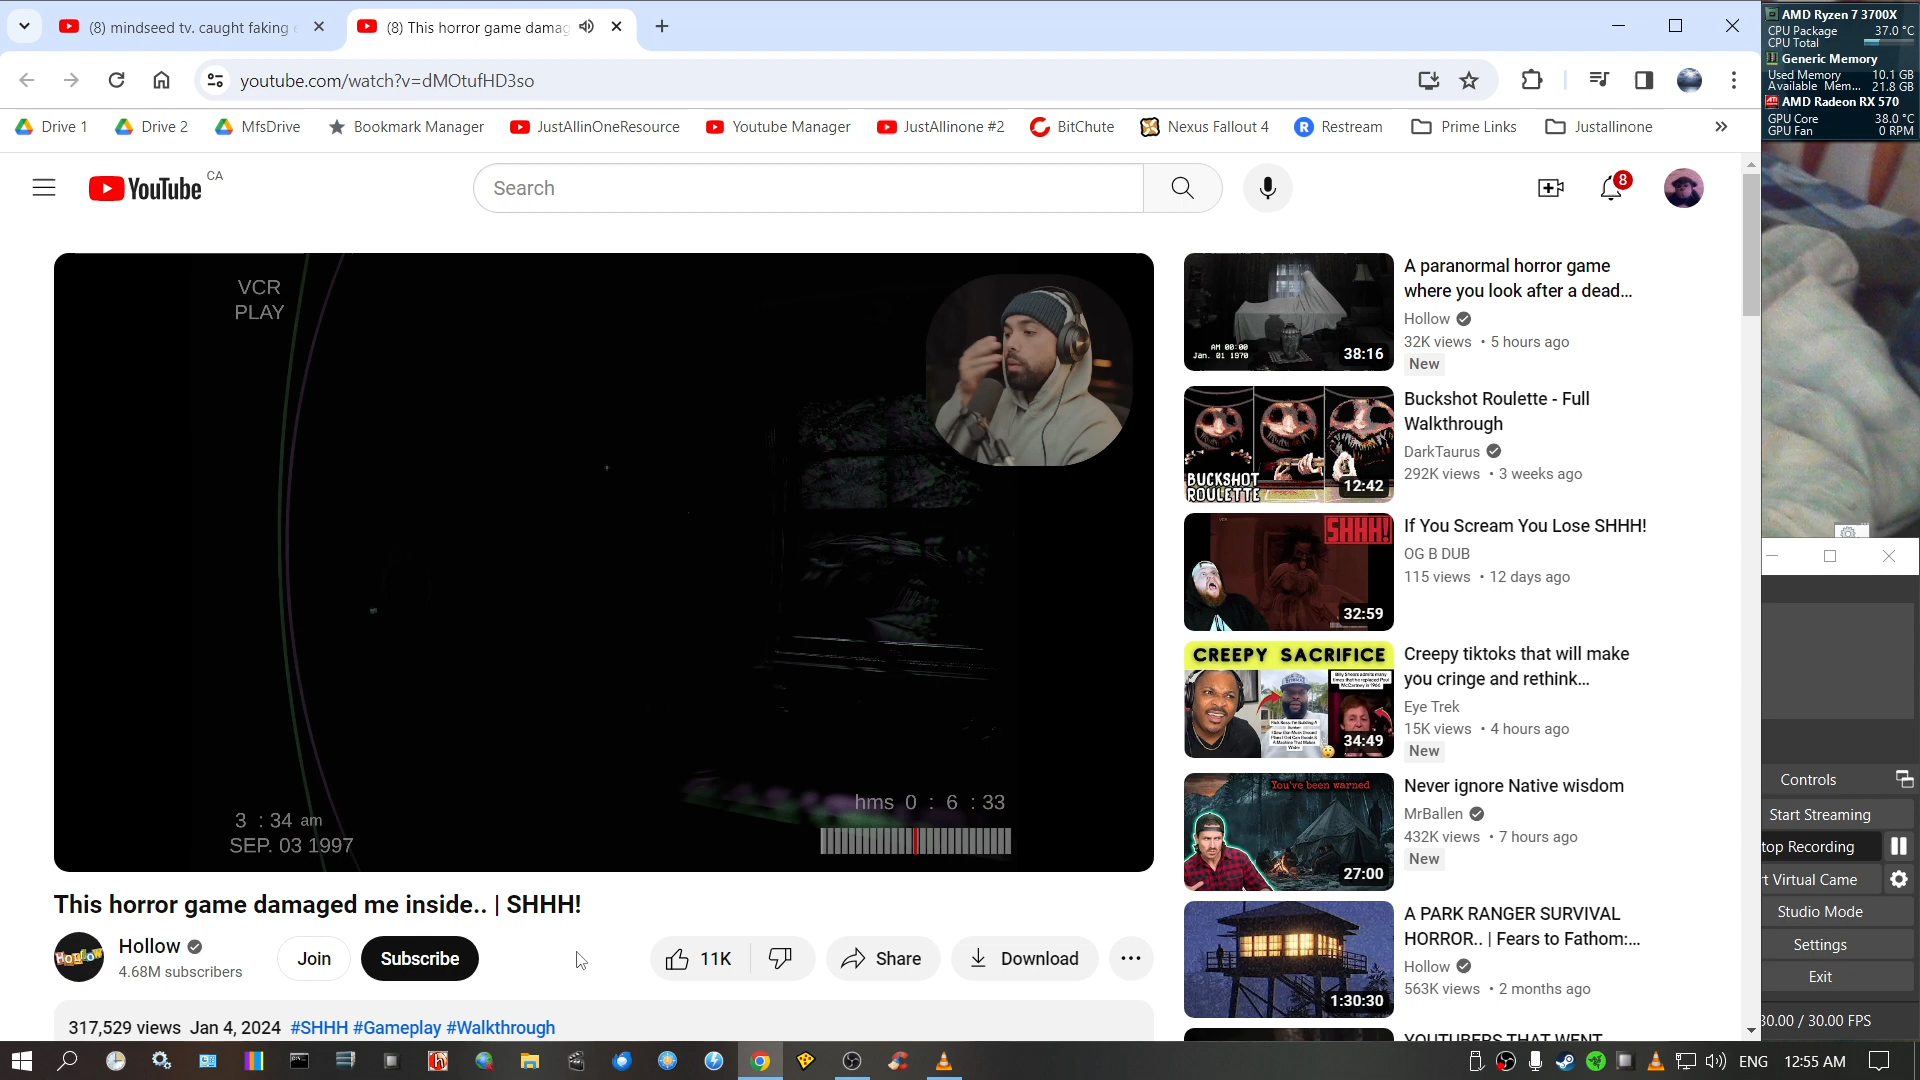 (8) mindseed tv. caught faking
(8) This horror game damag
youtube.com/watch?v=dMOtufHD3so
Drive 1
Drive 2
MfsDrive
Bookmark Manager
JustAllinOneResource
Youtube Manager
JustAllinone #2
BitChute
Nexus Fallout 4
Restream
Prime Links
Justallinone
AMD Ryzen 7 3700X
CPU Package 37.0 °C
CPU Total
Generic Memory
Used Memory 10.1 GB
Available Mem... 21.8 GB
AMD Radeon RX 570
GPU Core 38.0 °C
GPU Fan 0 RPM
YouTube CA
Search
8
VCR
PLAY
hms 0 : 6 : 33
3 : 34 am
SEP. 03 1997
This horror game damaged me inside.. | SHHH!
Hollow
4.68M subscribers
Join
Subscribe
11K
Share
Download
317,529 views Jan 4, 2024 #SHHH #Gameplay #Walkthrough
AM 00:00
Jan. 01 1970
38:16
A paranormal horror game
where you look after a dead...
Hollow
32K views • 5 hours ago
New
BUCKSHOT
ROULETTE
12:42
Buckshot Roulette - Full
Walkthrough
DarkTaurus
292K views • 3 weeks ago
SHHH!
32:59
If You Scream You Lose SHHH!
OG B DUB
115 views • 12 days ago
CREEPY SACRIFICE
34:49
Creepy tiktoks that will make
you cringe and rethink...
Eye Trek
15K views • 4 hours ago
New
You've been warned
27:00
Never ignore Native wisdom
MrBallen
432K views • 7 hours ago
New
1:30:30
A PARK RANGER SURVIVAL
HORROR.. | Fears to Fathom:...
Hollow
563K views • 2 months ago
YOUTUBERS THAT WENT
Controls
Start Streaming
top Recording
t Virtual Came
Studio Mode
Settings
Exit
30.00 / 30.00 FPS
ENG
12:55 AM